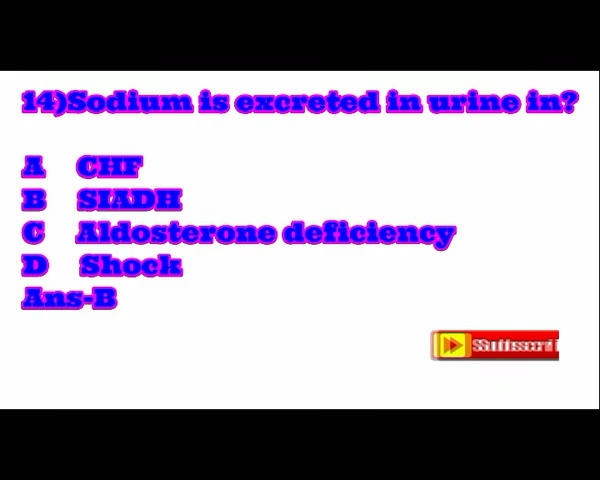 14)Sodium is excreted in urine in?
A CHF
B SIADH
C Aldosterone deficiency
D Shock
Ans-B